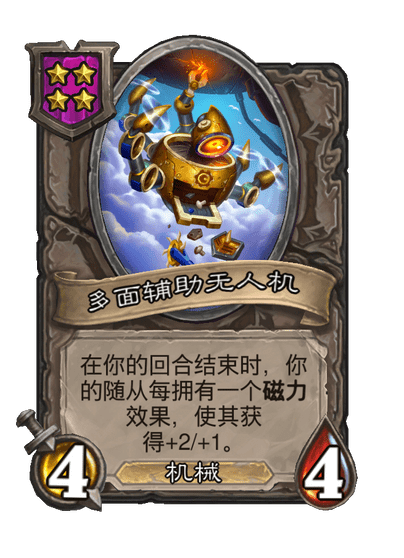 多面辅助无人机
在你的回合结束时，你
的随从每拥有一个磁力
效果，使其获
得+2/+1。
4
机械
4